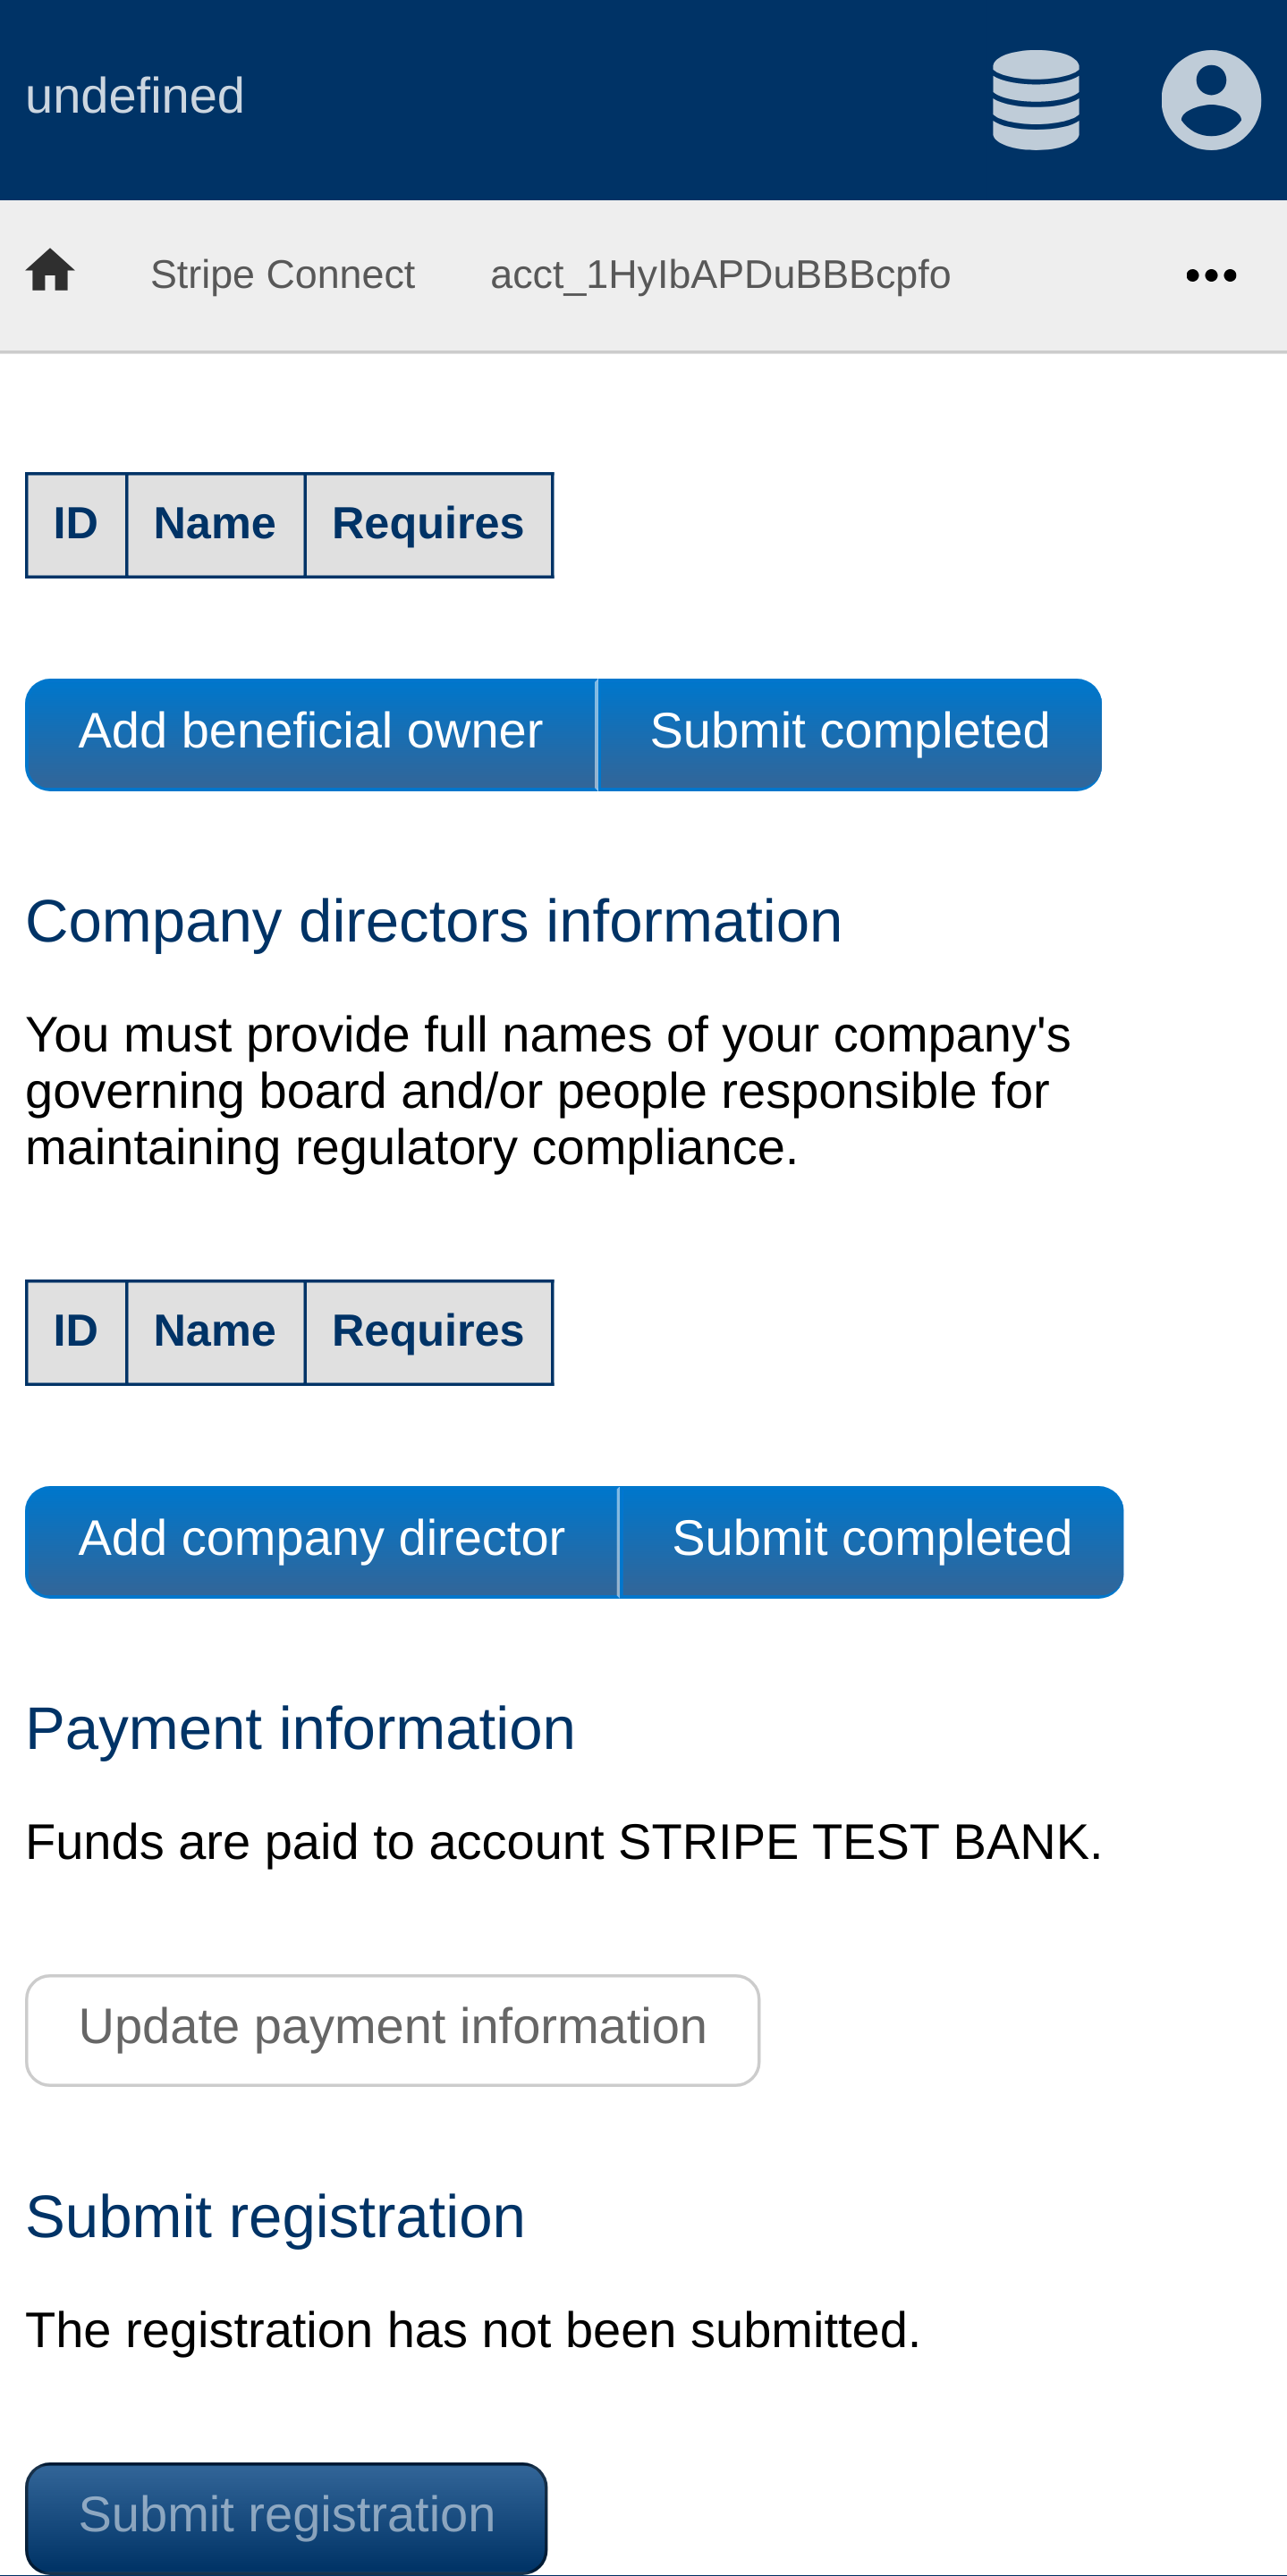 undefined
Stripe Connect acct_1HyIbAPDuBBBcpfo
ID Name Requires
Add beneficial owner Submit completed
Company directors information
You must provide full names of your company's
governing board and/or people responsible for
maintaining regulatory compliance.
ID Name Requires
Add company director Submit completed
Payment information
Funds are paid to account STRIPE TEST BANK.
Update payment information
Submit registration
The registration has not been submitted.
Submit registration